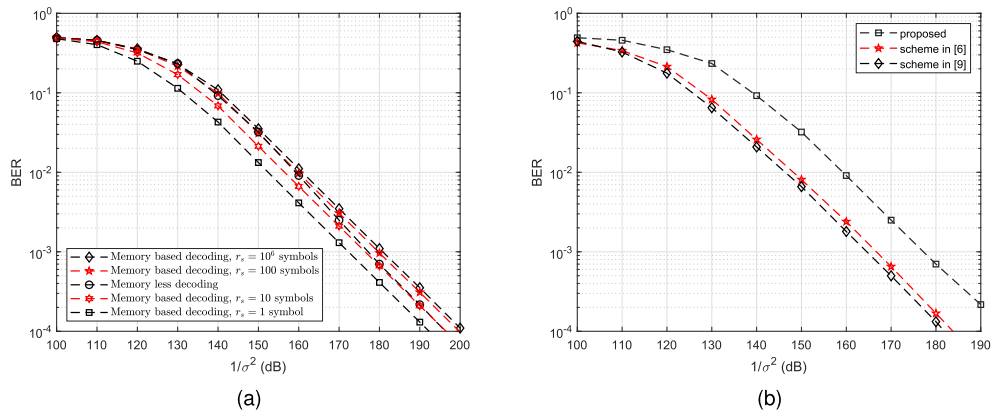 10^0
10^-1
10^-2
10^-3
10^-4
BER
100 110 120 130 140 150 160 170 180 190 200
1/σ^2 (dB)
Memory based decoding, r_s = 10^6 symbols
Memory based decoding, r_s = 100 symbols
Memory less decoding
Memory based decoding, r_s = 10 symbols
Memory based decoding, r_s = 1 symbol
(a)
10^0
10^-1
10^-2
10^-3
10^-4
BER
100 110 120 130 140 150 160 170 180 190
1/σ^2 (dB)
proposed
scheme in [6]
scheme in [9]
(b)